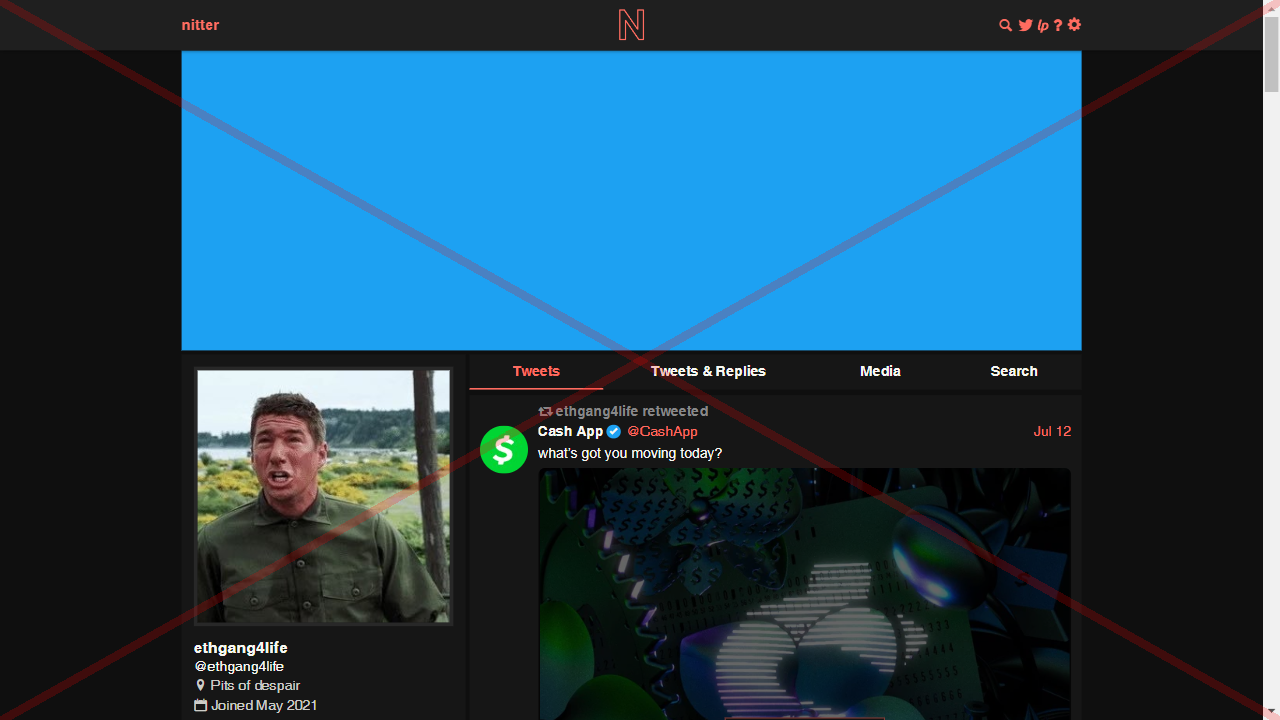 nitter
N
lp ?
Tweets
Tweets & Replies
Media
Search
ethgang4life retweeted
Cash App @CashApp
Jul 12
what's got you moving today?
ethgang4life
@ethgang4life
Pits of despair
Joined May 2021